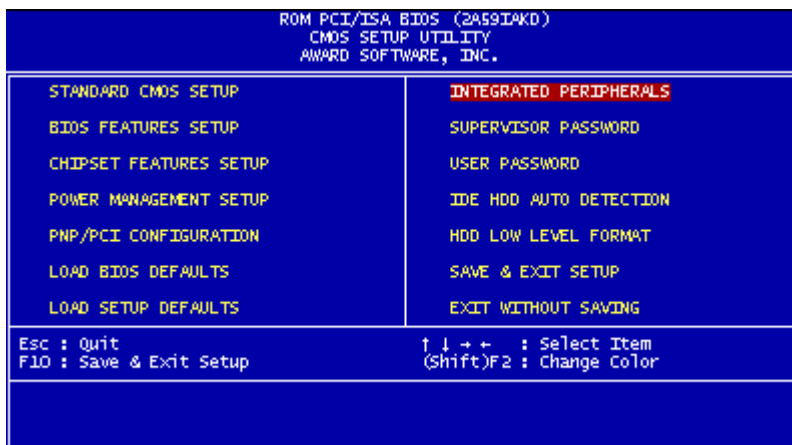 ROM PCI/ISA BIOS (2A59IAKD)
CMOS SETUP UTILITY
AWARD SOFTWARE, INC.
STANDARD CMOS SETUP
BIOS FEATURES SETUP
CHIPSET FEATURES SETUP
POWER MANAGEMENT SETUP
PNP/PCI CONFIGURATION
LOAD BIOS DEFAULTS
LOAD SETUP DEFAULTS
INTEGRATED PERIPHERALS
SUPERVISOR PASSWORD
USER PASSWORD
IDE HDD AUTO DETECTION
HDD LOW LEVEL FORMAT
SAVE & EXIT SETUP
EXIT WITHOUT SAVING
Esc : Quit
F10 : Save & Exit Setup
↑ ↓ → ← : Select Item
(Shift)F2 : Change Color